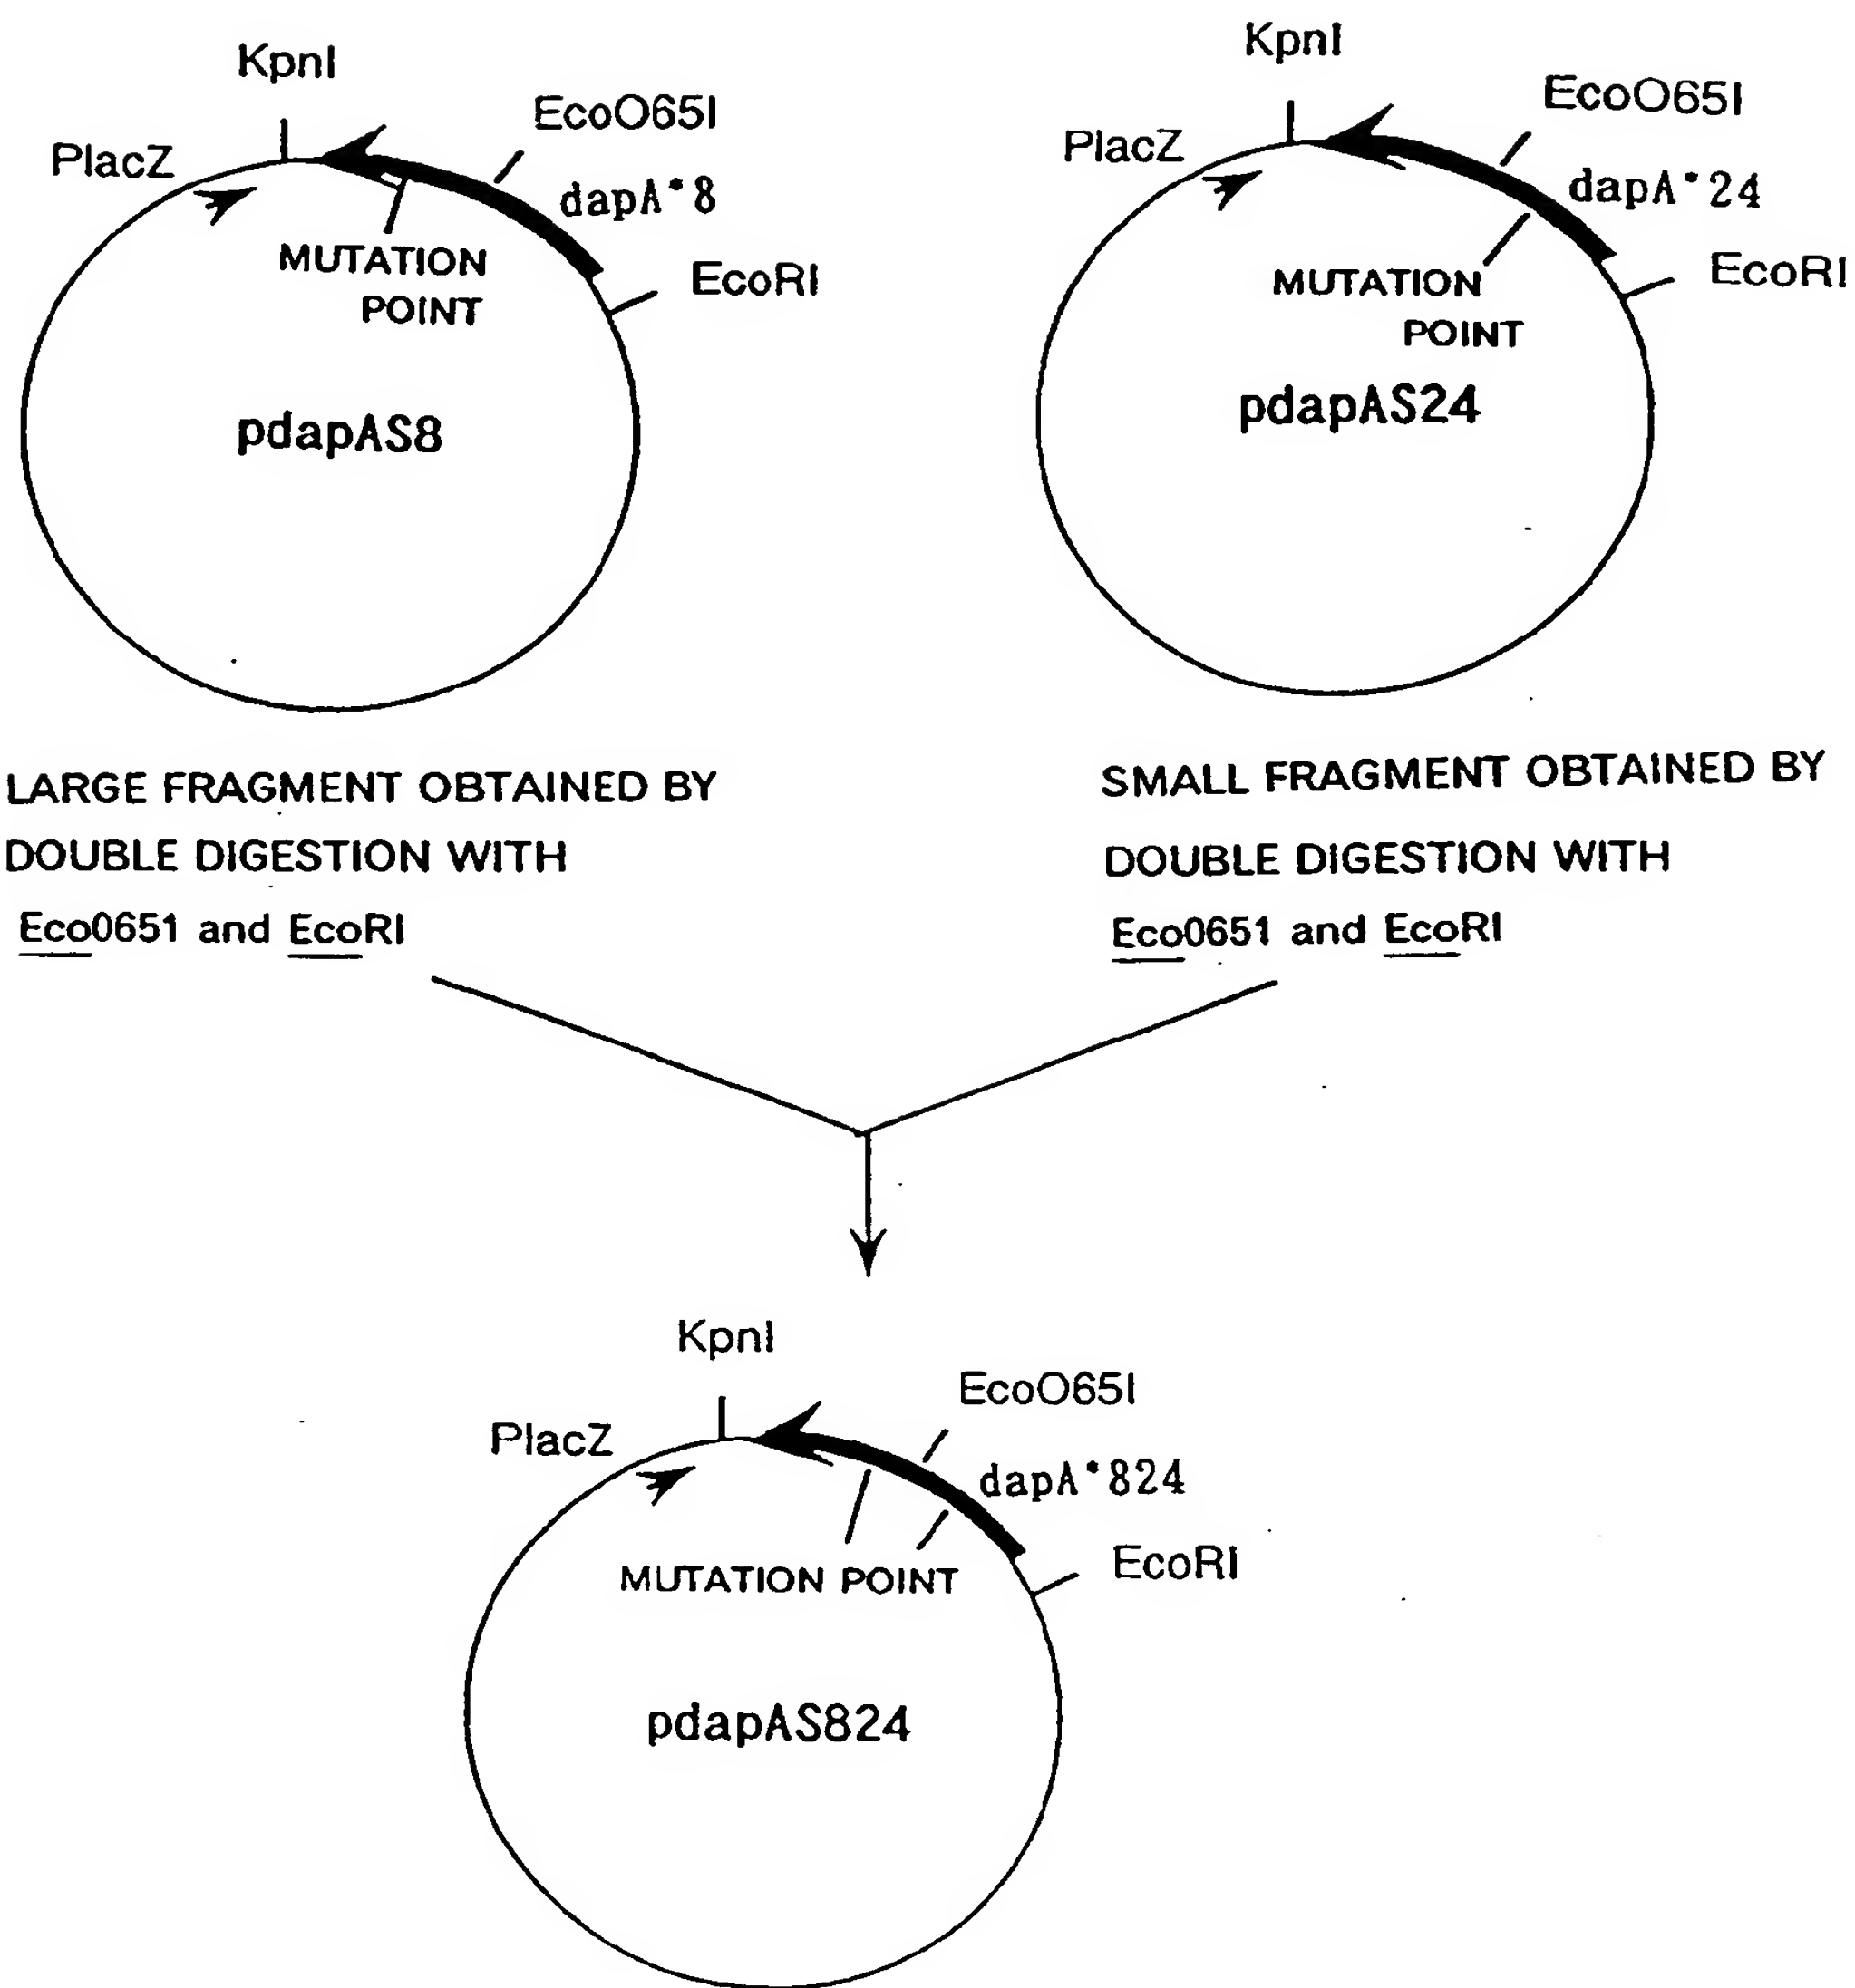 KpnI
EcoO65I
PlacZ
dapA*8
MUTATION
POINT
EcoRI
pdapAS8
KpnI
EcoO65I
PlacZ
dapA*24
MUTATION
POINT
EcoRI
pdapAS24
LARGE FRAGMENT OBTAINED BY
DOUBLE DIGESTION WITH
Eco0651 and EcoRI
SMALL FRAGMENT OBTAINED BY
DOUBLE DIGESTION WITH
Eco0651 and EcoRI
KpnI
EcoO65I
PlacZ
dapA*824
MUTATION POINT
EcoRI
pdapAS824